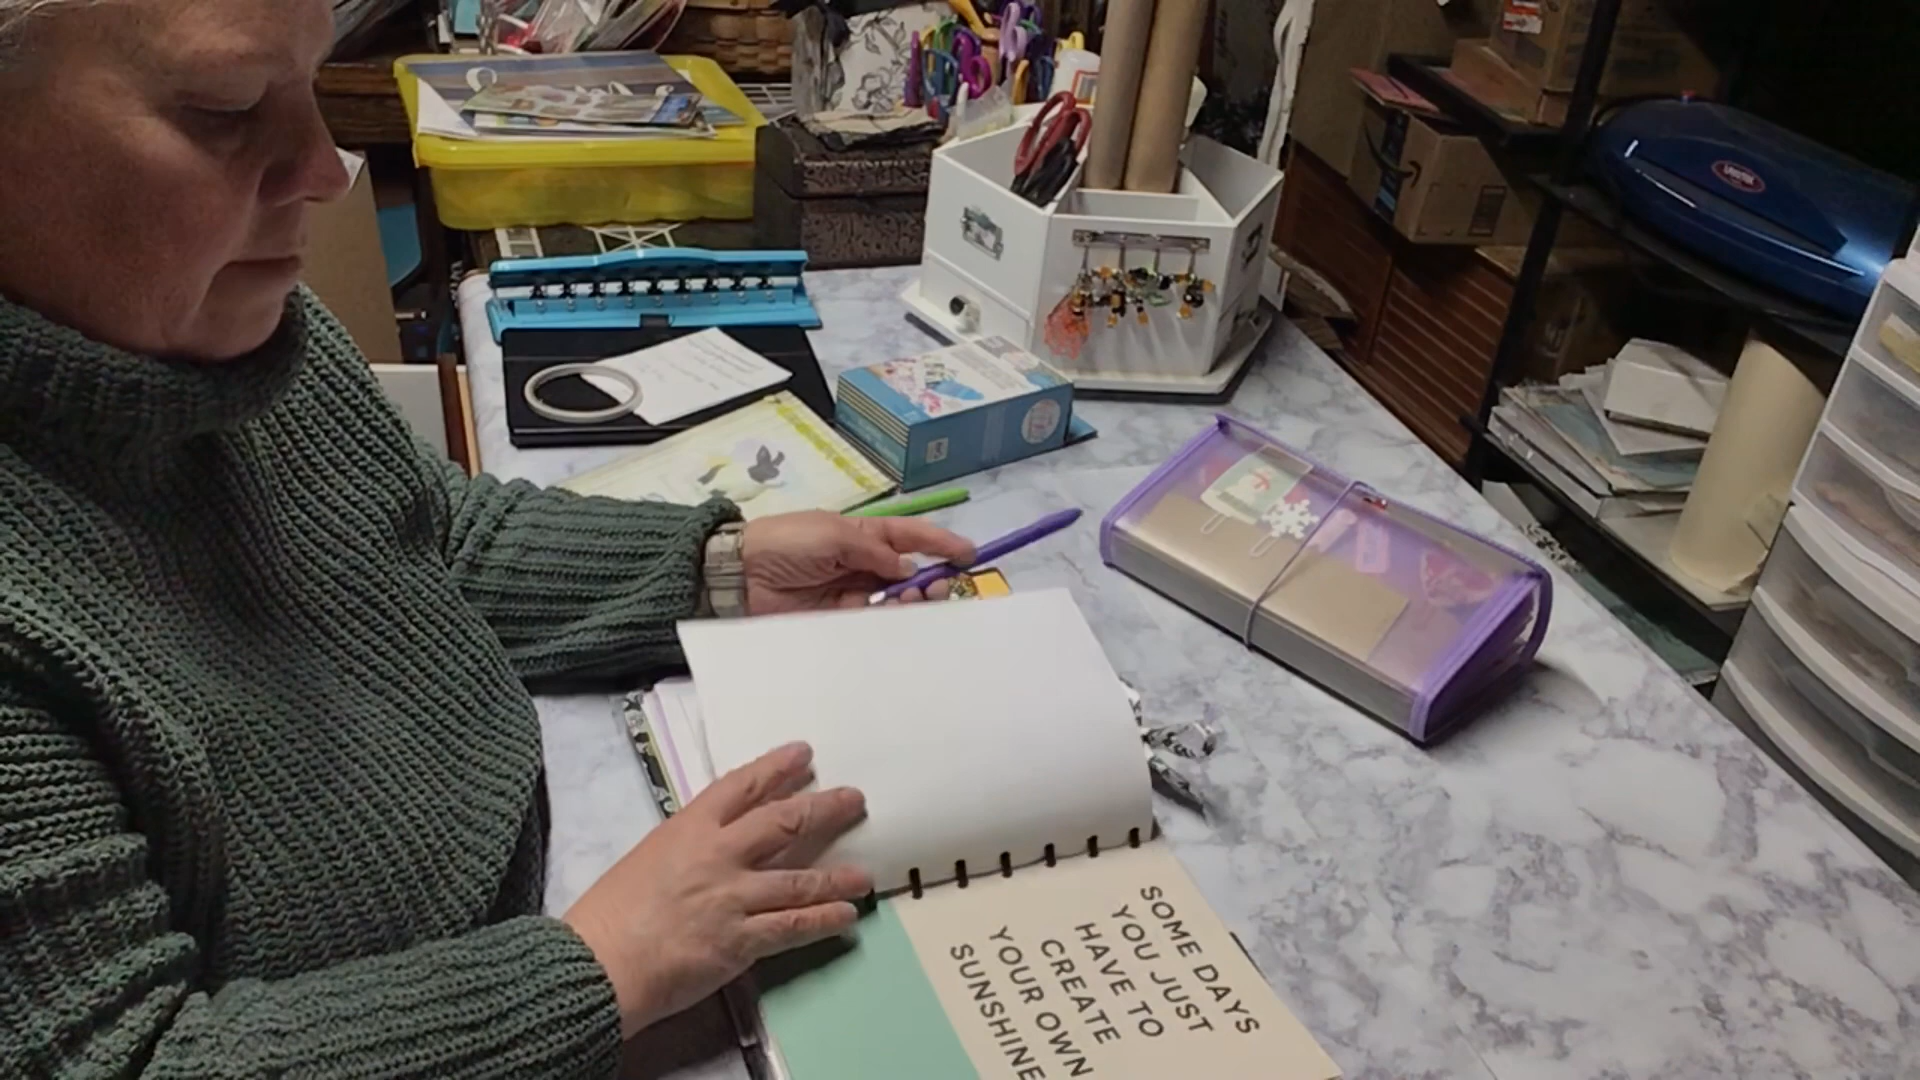 SOME DAYS
YOU JUST
HAVE TO
CREATE
YOUR OWN
SUNSHINE